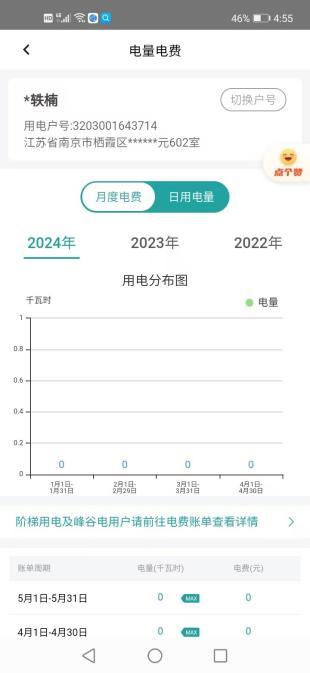 HD 46% 4:55
电量电费
*轶楠
切换户号
用电户号:3203001643714
江苏省南京市栖霞区******元602室
点个赞
月度电费 日用电量
2024年 2023年 2022年
用电分布图
千瓦时 电量
1
0.8
0.6
0.4
0.2
0
0 0 0 0
1月1日- 2月1日- 3月1日- 4月1日-
1月31日 2月29日 3月31日 4月30日
阶梯用电及峰谷电用户请前往电费账单查看详情
账单周期 电量(千瓦时) 电费(元)
5月1日-5月31日 0 MAX 0
4月1日-4月30日 0 MAX 0